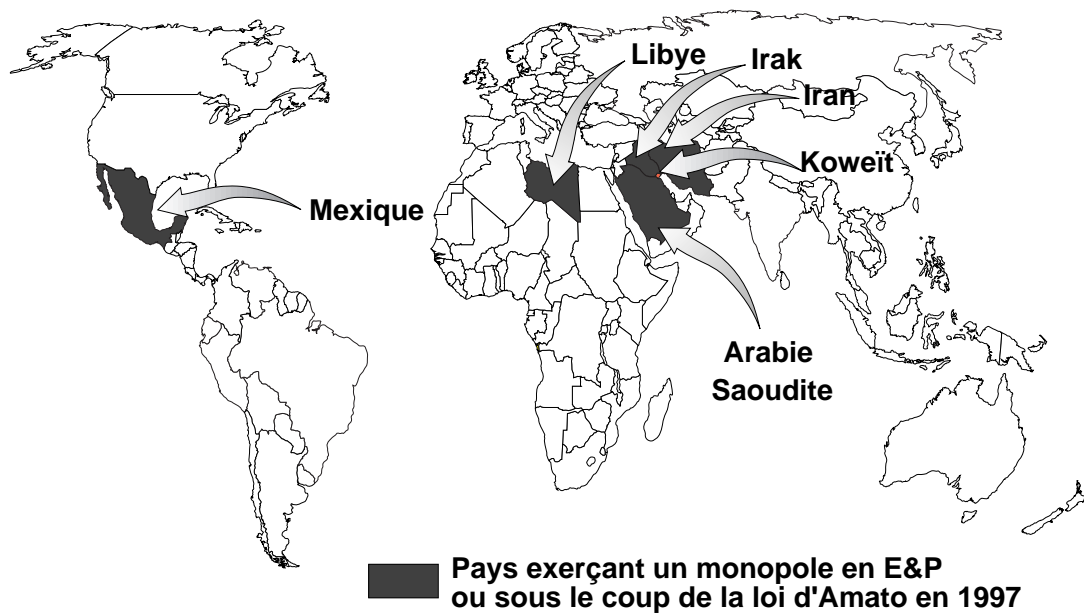 Libye
Irak
Iran
Koweït
Mexique
Arabie
Saoudite
Pays exerçant un monopole en E&P
ou sous le coup de la loi d'Amato en 1997